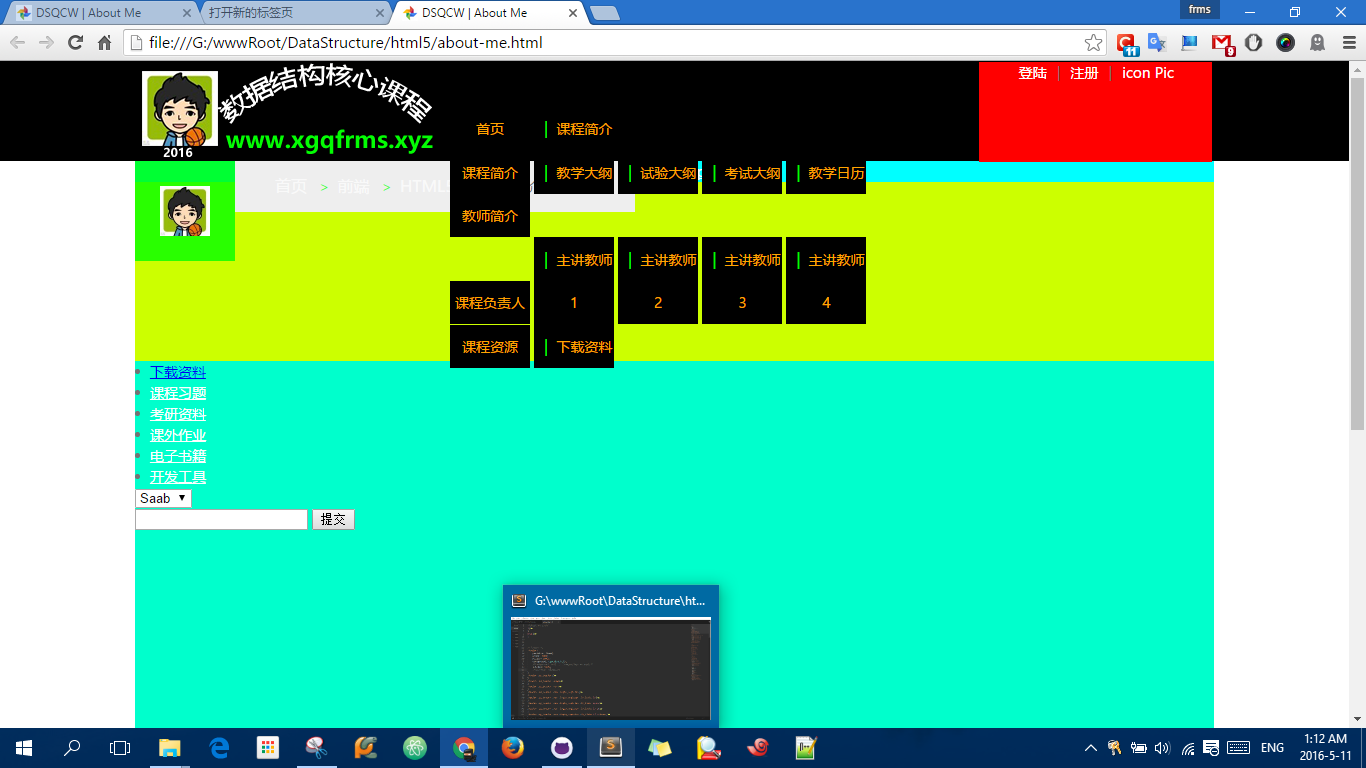 DSQCW | About Me
打开新的标签页
DSQCW | About Me
frms
file:///G:/wwwRoot/DataStructure/html5/about-me.html
11
9
数据结构核心课程
www.xgqfrms.xyz
2016
登陆 | 注册 | icon Pic
首页 | 课程简介
首页 > 前端 > HTML5
课程简介 | 教学大纲 | 试验大纲 | 考试大纲 | 教学日历
教师简介
| 主讲教师 | 主讲教师 | 主讲教师 | 主讲教师
课程负责人 1 2 3 4
课程资源 | 下载资料
下载资料
课程习题
考研资料
课外作业
电子书籍
开发工具
Saab
提交
G:\wwwRoot\DataStructure\ht...
ENG
1:12 AM
2016-5-11